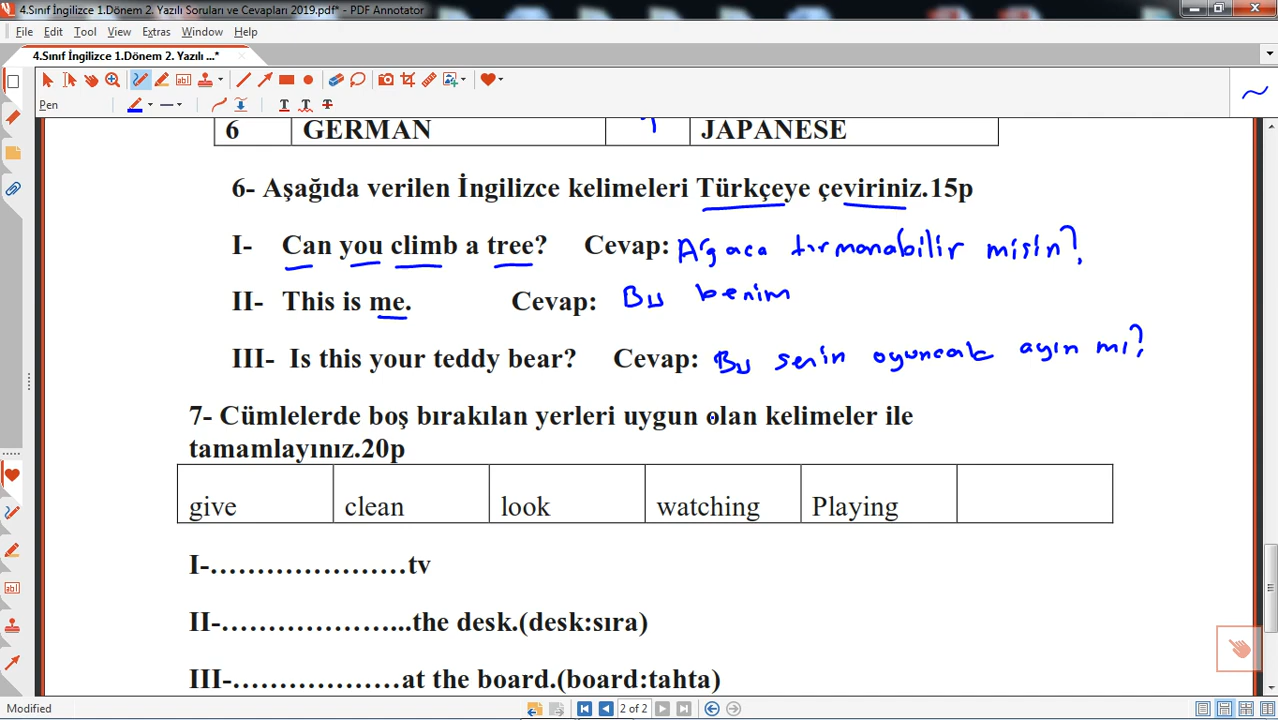 4.Sınıf İngilizce 1.Dönem 2. Yazılı Soruları ve Cevapları 2019.pdf* - PDF Annotator
File Edit Tool View Extras Window Help
4.Sınıf İngilizce 1.Dönem 2. Yazılı ...*
Pen
6 GERMAN JAPANESE
6- Aşağıda verilen İngilizce kelimeleri Türkçeye çeviriniz.15p
I- Can you climb a tree? Cevap: Ağaca tırmanabilir misin?
II- This is me. Cevap: Bu benim
III- Is this your teddy bear? Cevap: Bu senin oyuncak ayın mı?
7- Cümlelerde boş bırakılan yerleri uygun olan kelimeler ile
tamamlayınız.20p
give clean look watching Playing
I-…………………tv
II-………………...the desk.(desk:sıra)
III-………………at the board.(board:tahta)
Modified 2 of 2